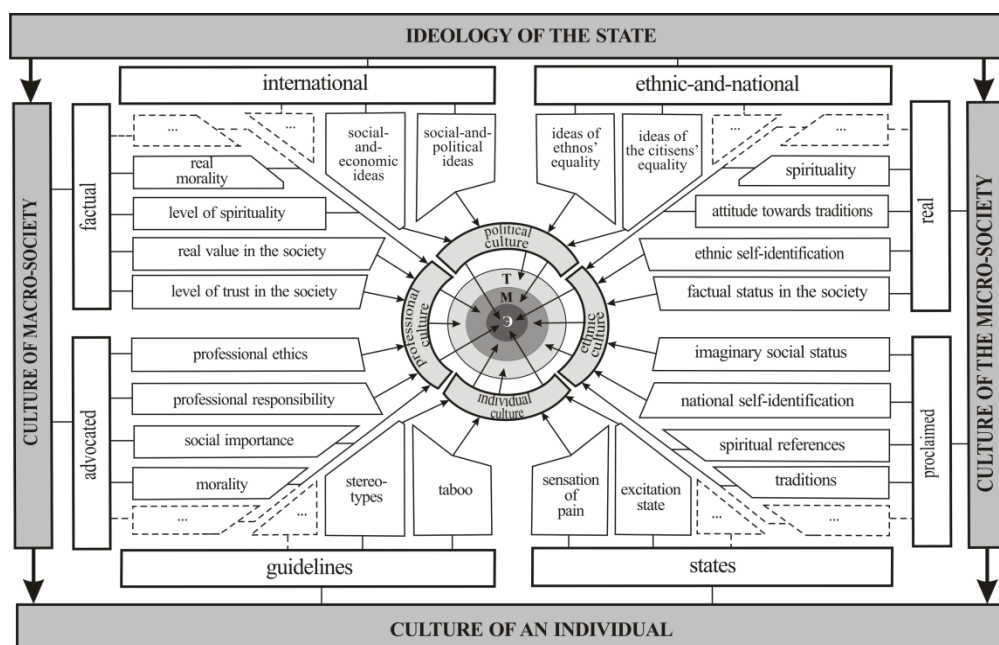 IDEOLOGY OF THE STATE
international
ethnic-and-national
CULTURE OF MACRO-SOCIETY
factual
...
...
social-
and-
economic
ideas
social-and-
political
ideas
ideas of
ethnos'
equality
ideas of
the citisens'
equality
...
...
real
CULTURE OF THE MICRO-SOCIETY
real
morality
level of spirituality
real value in the society
level of trust in the society
spirituality
attitude towards traditions
ethnic self-identification
factual status in the society
political
culture
professional
culture
T
M
Э
ethnic
culture
individual
culture
advocated
professional ethics
professional responsibility
social importance
morality
...
...
stereo-
types
taboo
sensation
of
pain
excitation
state
imaginary social status
national self-identification
spiritual references
traditions
...
...
proclaimed
guidelines
states
CULTURE OF AN INDIVIDUAL